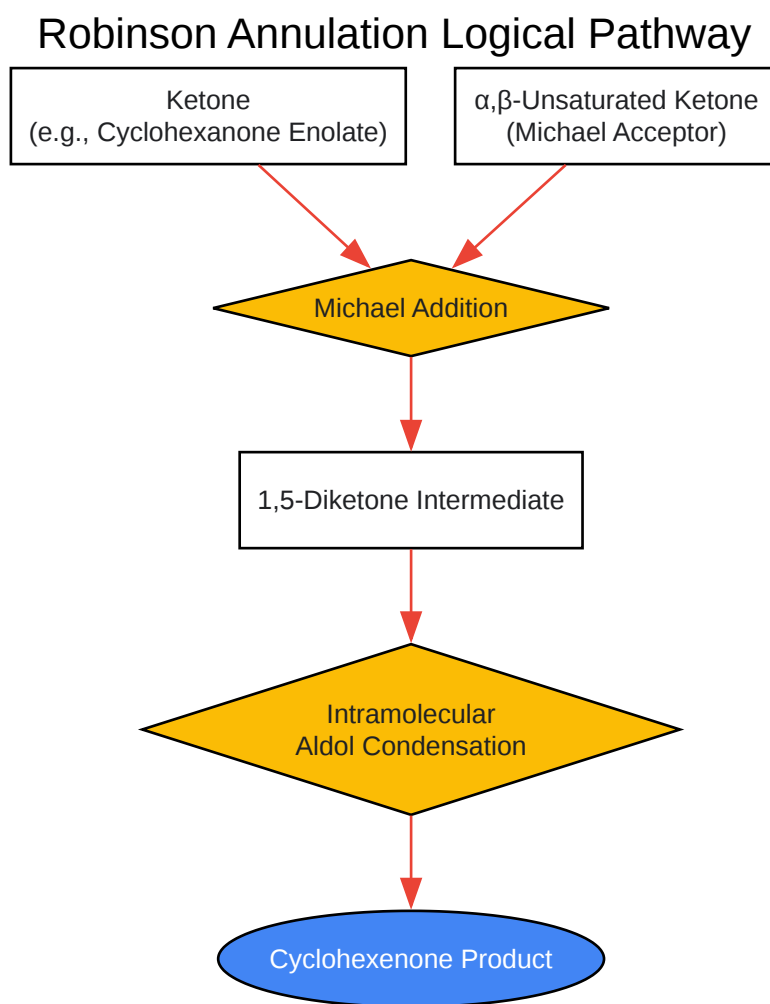 Robinson Annulation Logical Pathway
Ketone
(e.g., Cyclohexanone Enolate)
α,β-Unsaturated Ketone
(Michael Acceptor)
Michael Addition
1,5-Diketone Intermediate
Intramolecular
Aldol Condensation
Cyclohexenone Product